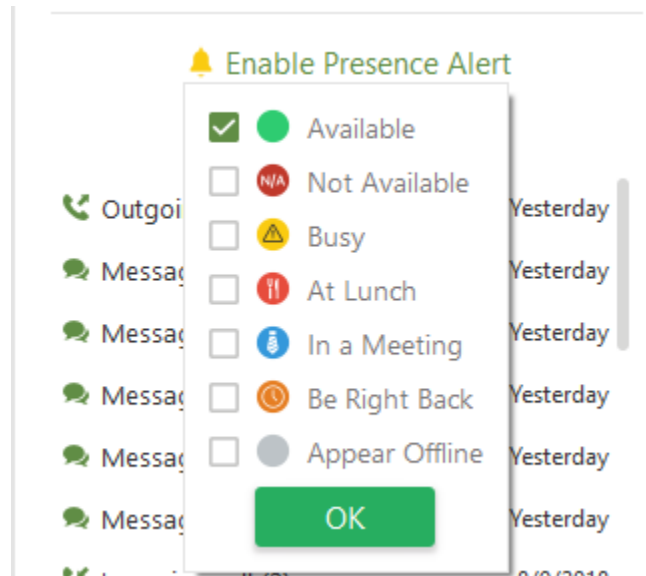 Enable Presence Alert
Available
N/A Not Available
Outgoi Yesterday
Busy
Messag Yesterday
At Lunch
Messag Yesterday
In a Meeting
Messag Yesterday
Be Right Back
Messag Yesterday
Appear Offline
Messag Yesterday
OK